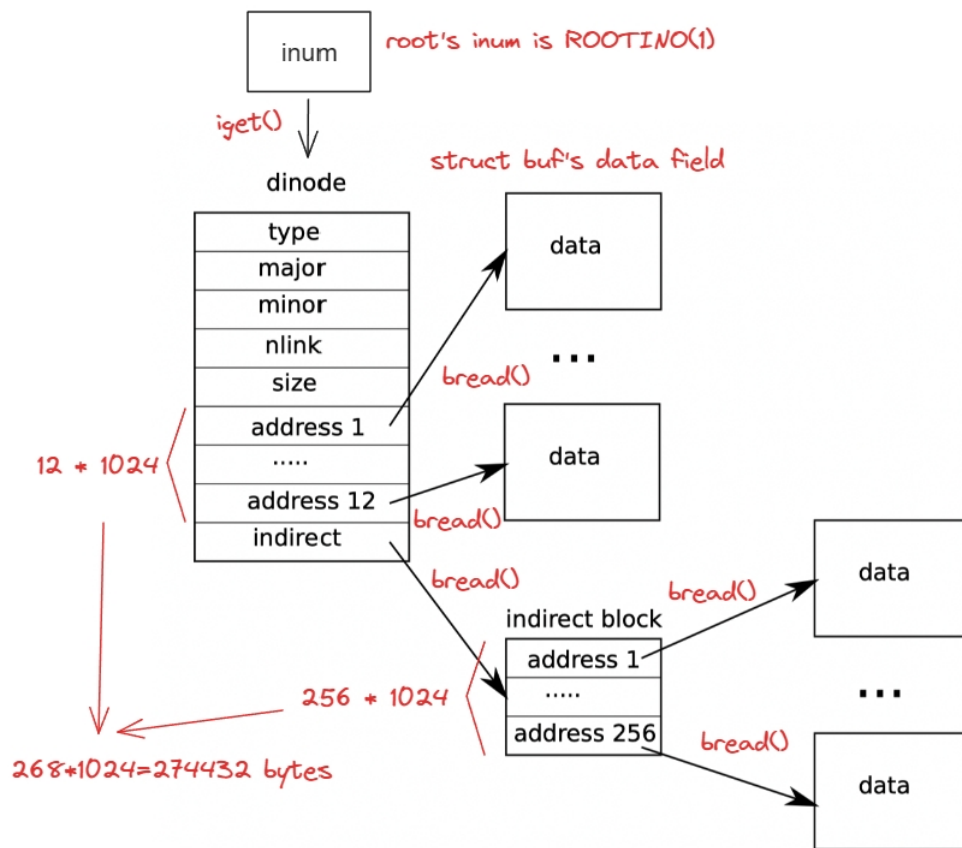 inum
root's inum is ROOTINO(1)
iget()
dinode
struct buf's data field
type
major
minor
nlink
size
address 1
.....
address 12
indirect
12 * 1024
data
...
bread()
data
bread()
bread()
indirect block
address 1
.....
address 256
256 * 1024
bread()
data
...
bread()
data
268*1024=274432 bytes